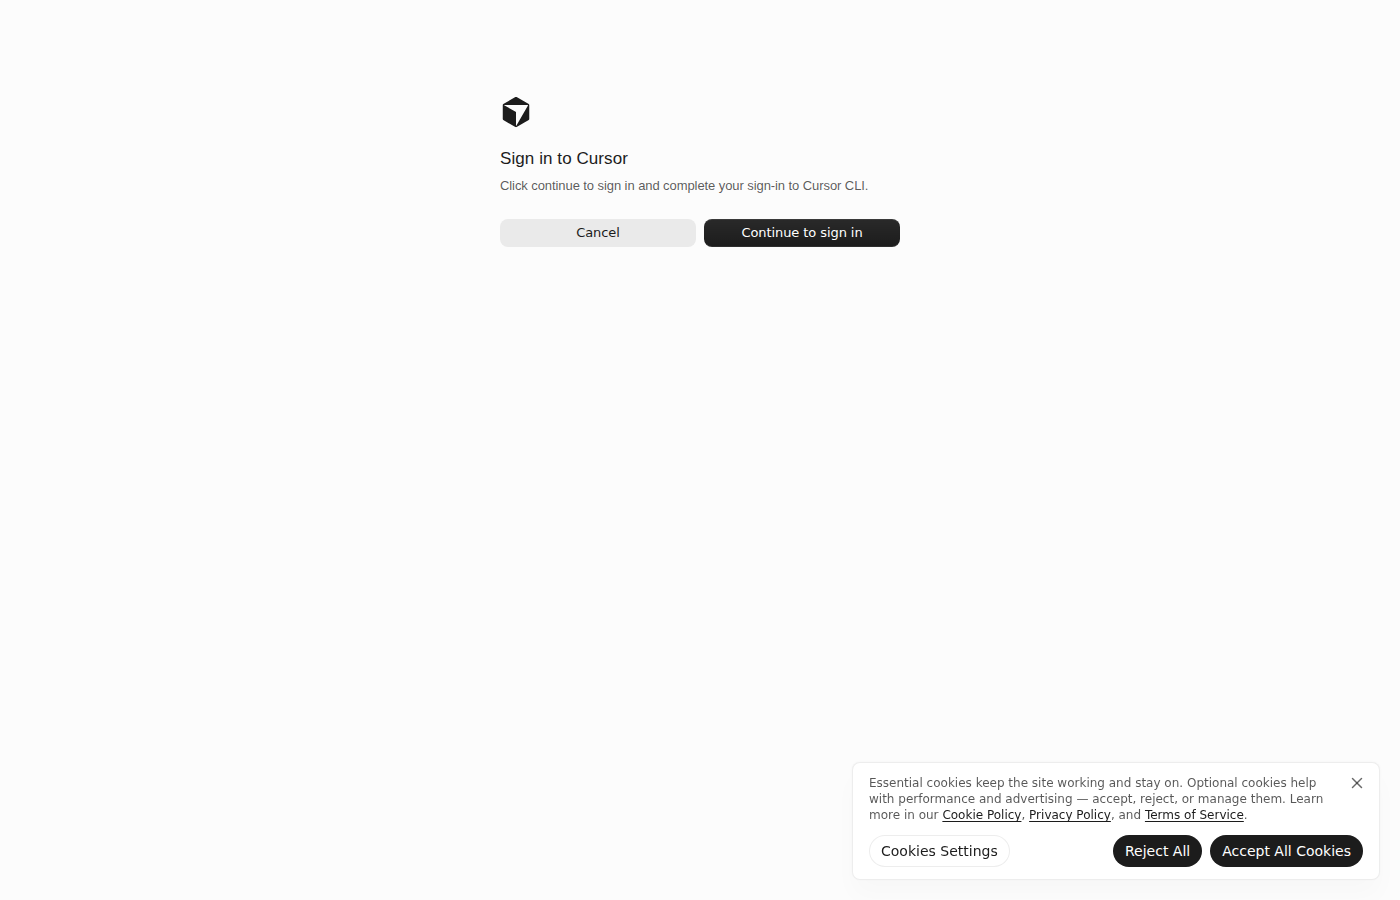 Sign in to Cursor
Click continue to sign in and complete your sign-in to Cursor CLI.
Cancel
Continue to sign in
Essential cookies keep the site working and stay on. Optional cookies help
with performance and advertising — accept, reject, or manage them. Learn
more in our Cookie Policy, Privacy Policy, and Terms of Service.
Cookies Settings
Reject All
Accept All Cookies